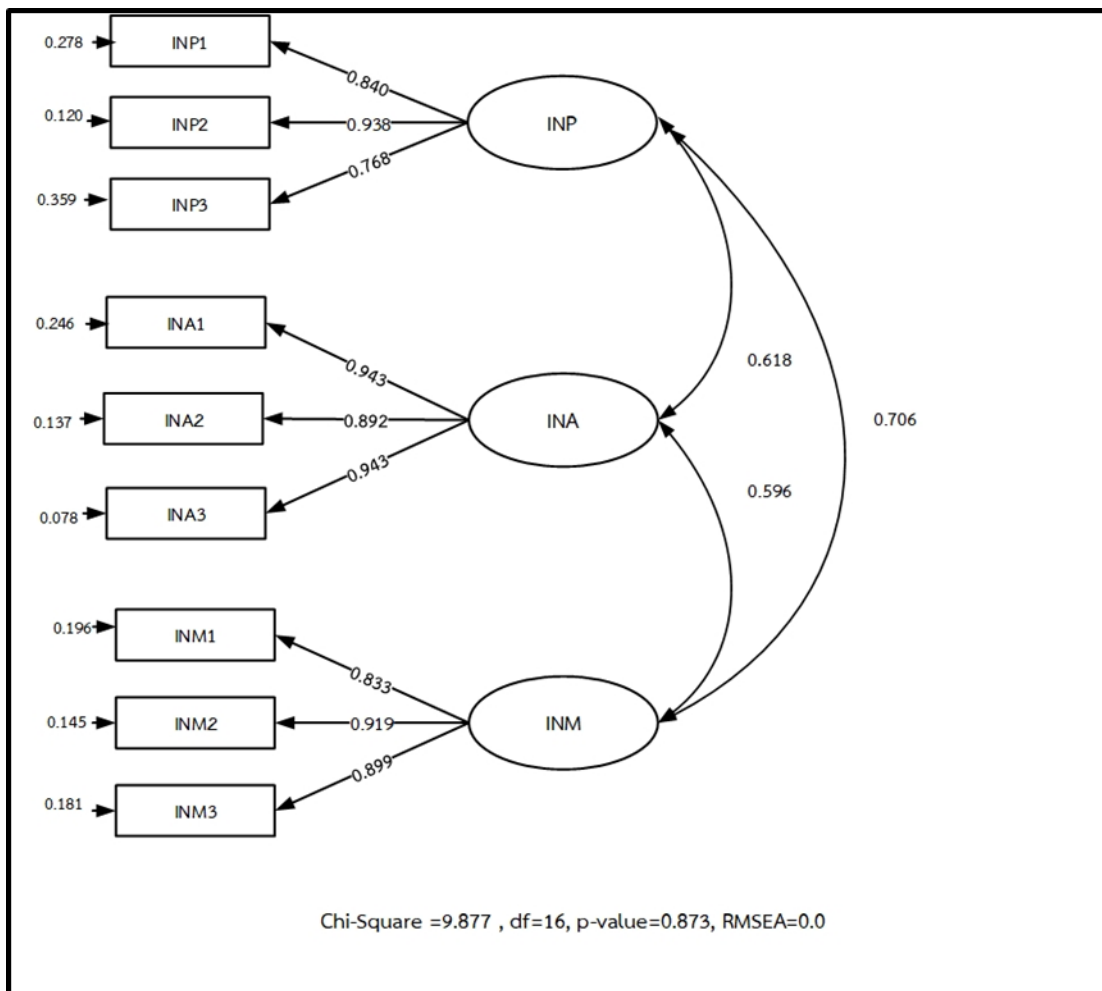 0.278
INP1
0.840
0.120
INP2
0.938
INP
0.768
0.359
INP3
0.246
INA1
0.943
0.618
0.706
0.137
INA2
0.892
INA
0.943
0.596
0.078
INA3
0.196
INM1
0.833
0.145
INM2
0.919
INM
0.899
0.181
INM3
Chi-Square =9.877 , df=16, p-value=0.873, RMSEA=0.0